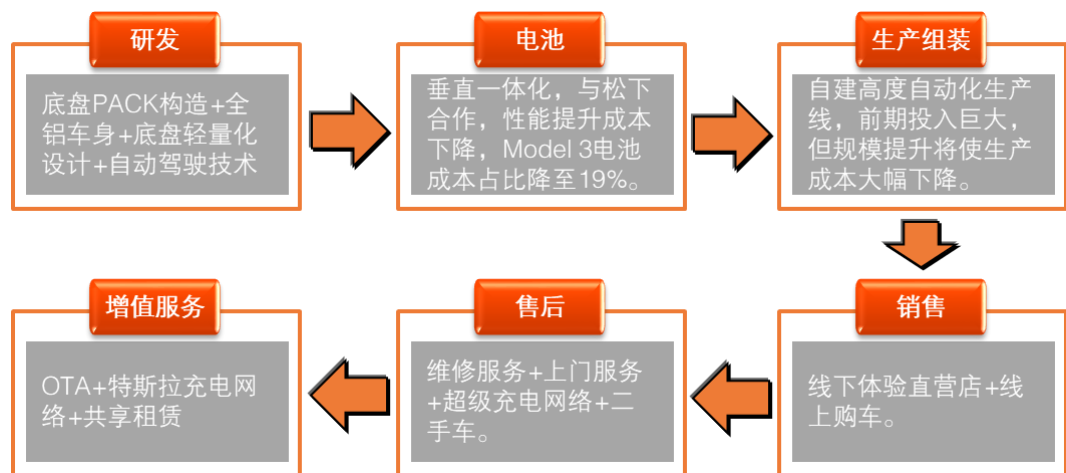 研发
底盘PACK构造+全
铝车身+底盘轻量化
设计+自动驾驶技术
电池
垂直一体化，与松下
合作，性能提升成本
下降，Model 3电池
成本占比降至19%。
生产组装
自建高度自动化生产
线，前期投入巨大，
但规模提升将使生产
成本大幅下降。
销售
线下体验直营店+线
上购车。
售后
维修服务+上门服务
+超级充电网络+二
手车。
增值服务
OTA+特斯拉充电网
络+共享租赁